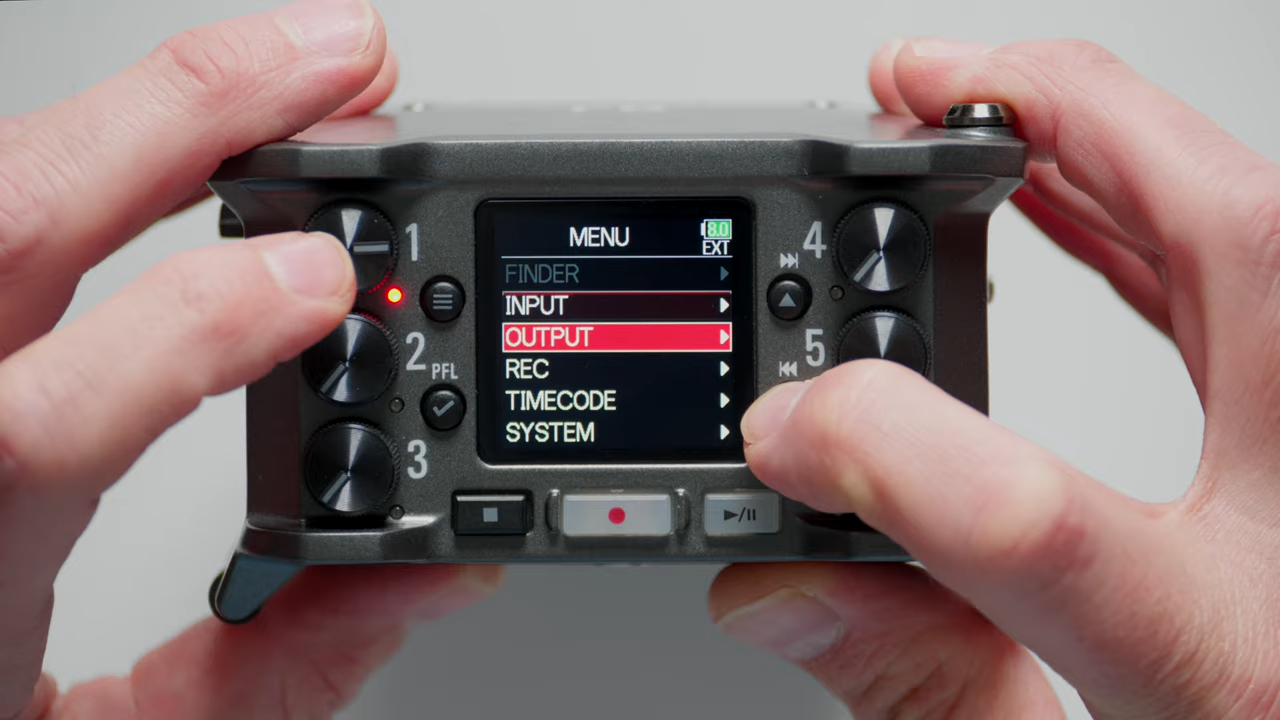 MENU
8.0
EXT
FINDER
INPUT
OUTPUT
REC
TIMECODE
SYSTEM
1
2
PFL
3
4
5